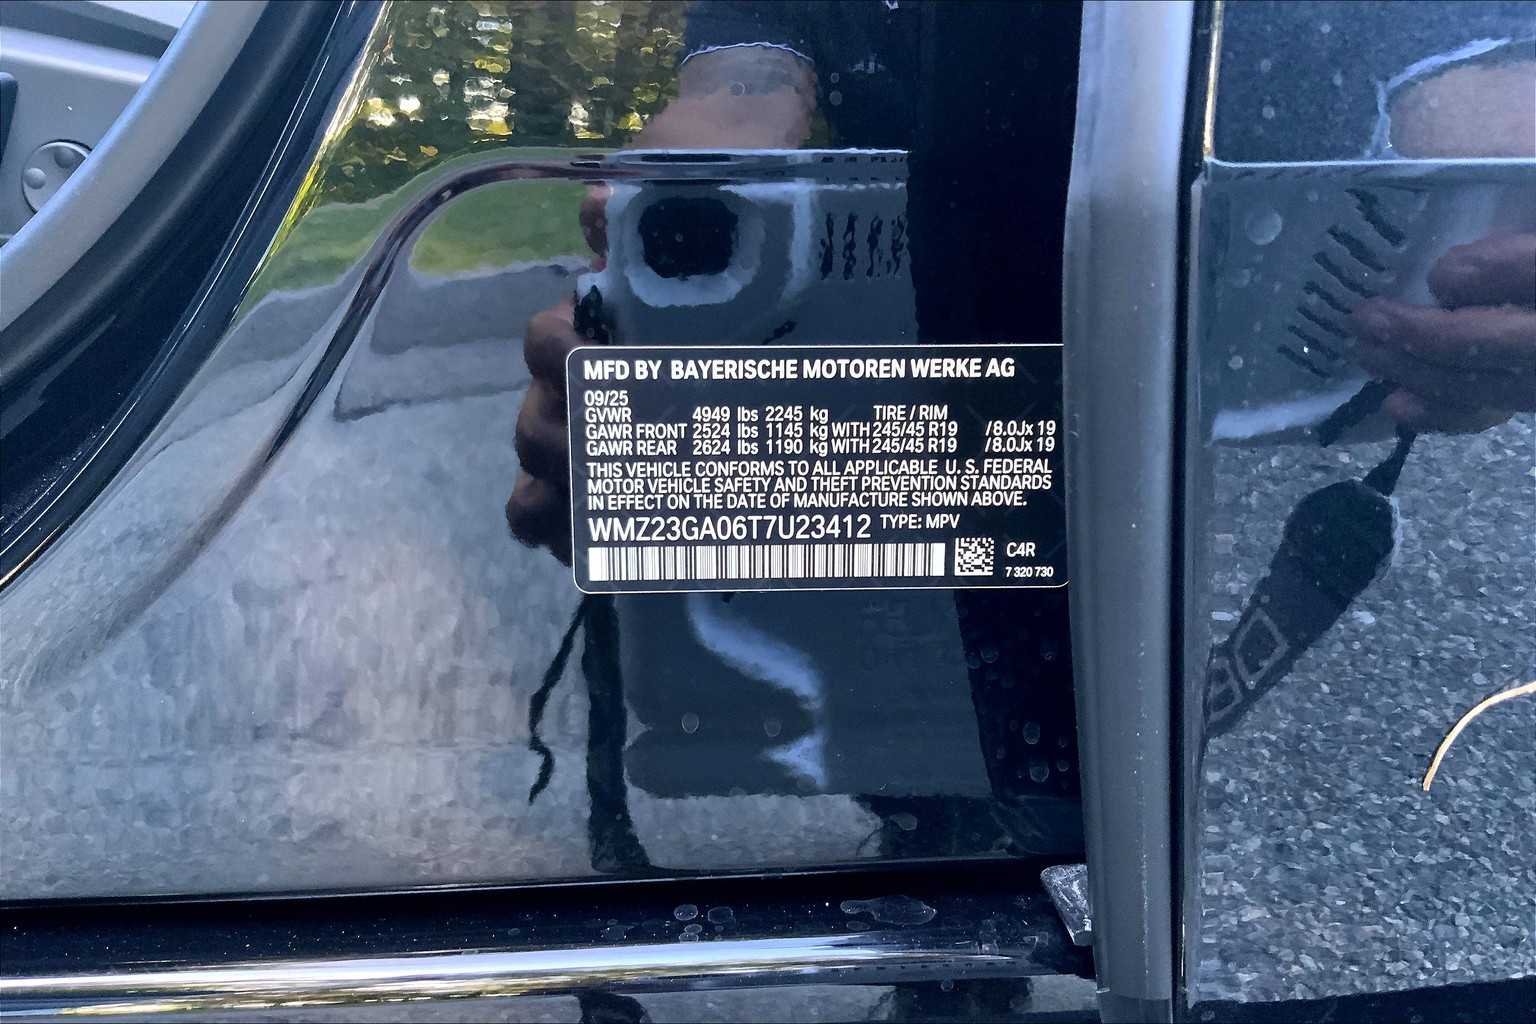 MFD BY BAYERISCHE MOTOREN WERKE AG
09/25
GVWR 4949 lbs 2245 kg TIRE / RIM
GAWR FRONT 2524 lbs 1145 kg WITH 245/45 R19 /8.0Jx 19
GAWR REAR 2624 lbs 1190 kg WITH 245/45 R19 /8.0Jx 19
THIS VEHICLE CONFORMS TO ALL APPLICABLE U. S. FEDERAL
MOTOR VEHICLE SAFETY AND THEFT PREVENTION STANDARDS
IN EFFECT ON THE DATE OF MANUFACTURE SHOWN ABOVE.
WMZ23GA06T7U23412 TYPE: MPV
C4R
7 320 730